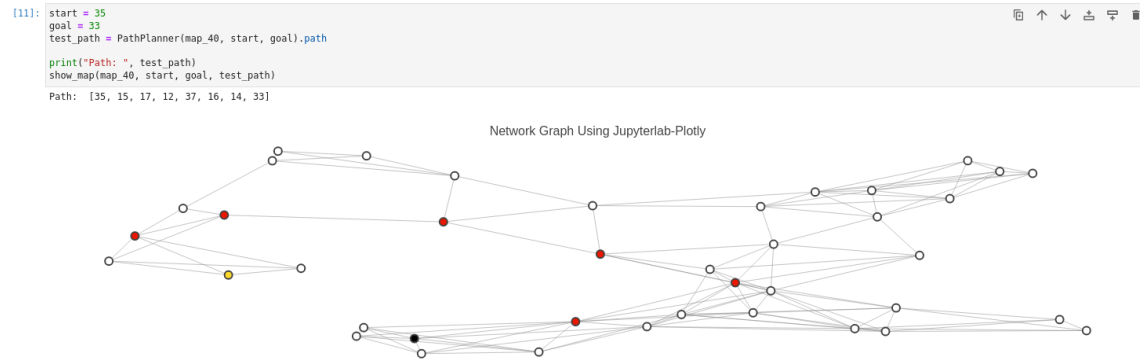 [11]: start = 35
goal = 33
test_path = PathPlanner(map_40, start, goal).path
print("Path: ", test_path)
show_map(map_40, start, goal, test_path)
Path:  [35, 15, 17, 12, 37, 16, 14, 33]
Network Graph Using Jupyterlab-Plotly